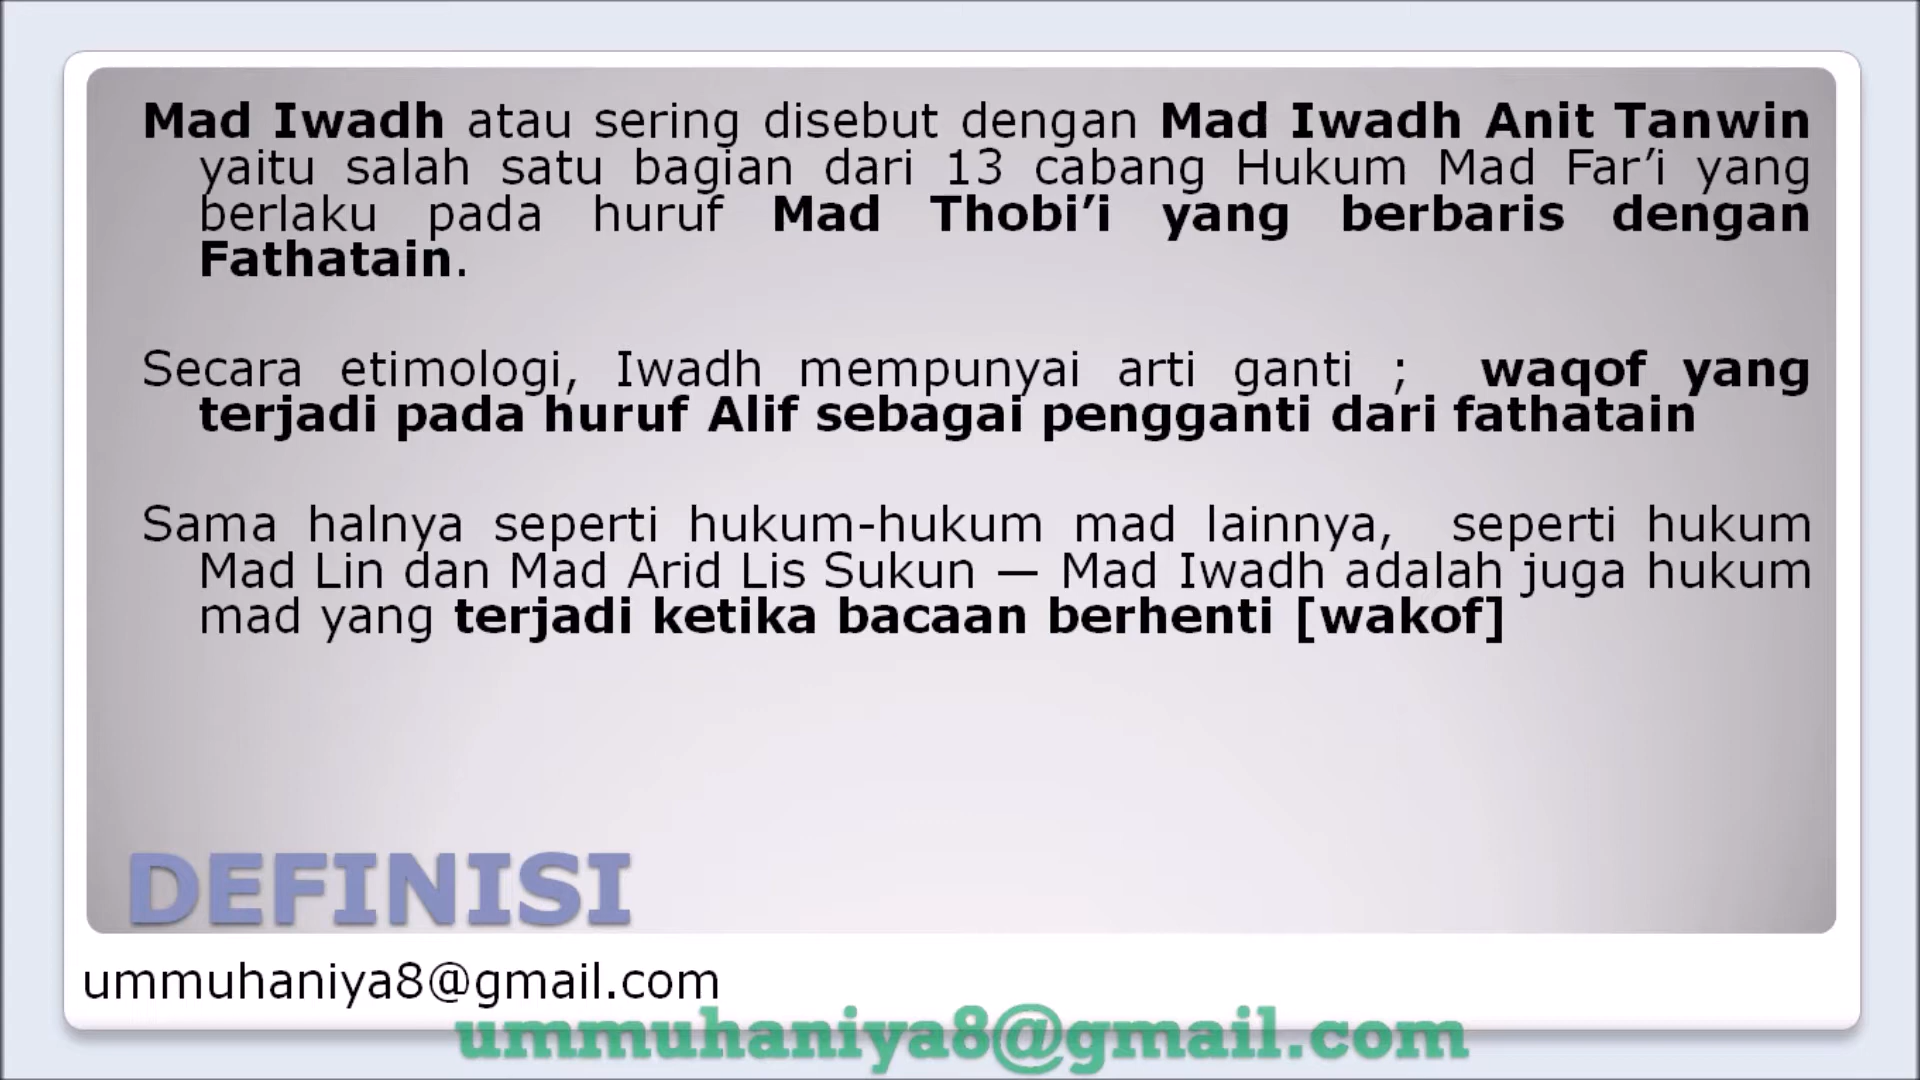 Mad Iwadh atau sering disebut dengan Mad Iwadh Anit Tanwin
yaitu salah satu bagian dari 13 cabang Hukum Mad Far’i yang
berlaku pada huruf Mad Thobi’i yang berbaris dengan
Fathatain.
Secara etimologi, Iwadh mempunyai arti ganti ; waqof yang
terjadi pada huruf Alif sebagai pengganti dari fathatain
Sama halnya seperti hukum-hukum mad lainnya, seperti hukum
Mad Lin dan Mad Arid Lis Sukun — Mad Iwadh adalah juga hukum
mad yang terjadi ketika bacaan berhenti [wakof]
DEFINISI
ummuhaniya8@gmail.com
ummuhaniya8@gmail.com